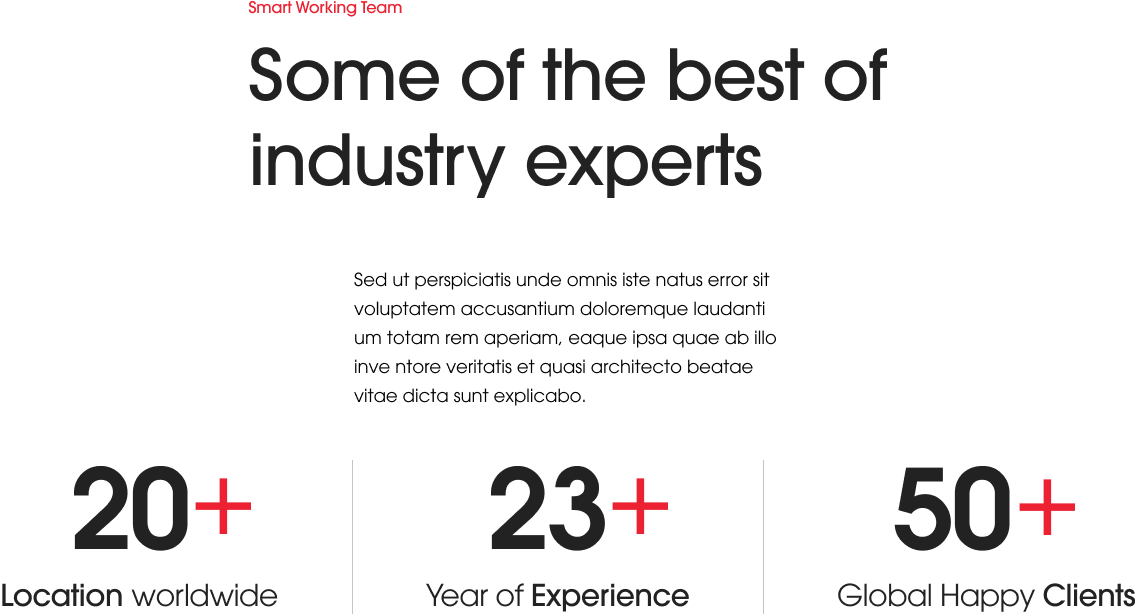 Smart Working Team
Some of the best of
industry experts
Sed ut perspiciatis unde omnis iste natus error sit
voluptatem accusantium doloremque laudanti
um totam rem aperiam, eaque ipsa quae ab illo
inve ntore veritatis et quasi architecto beatae
vitae dicta sunt explicabo.
20+
Location worldwide
23+
Year of Experience
50+
Global Happy Clients